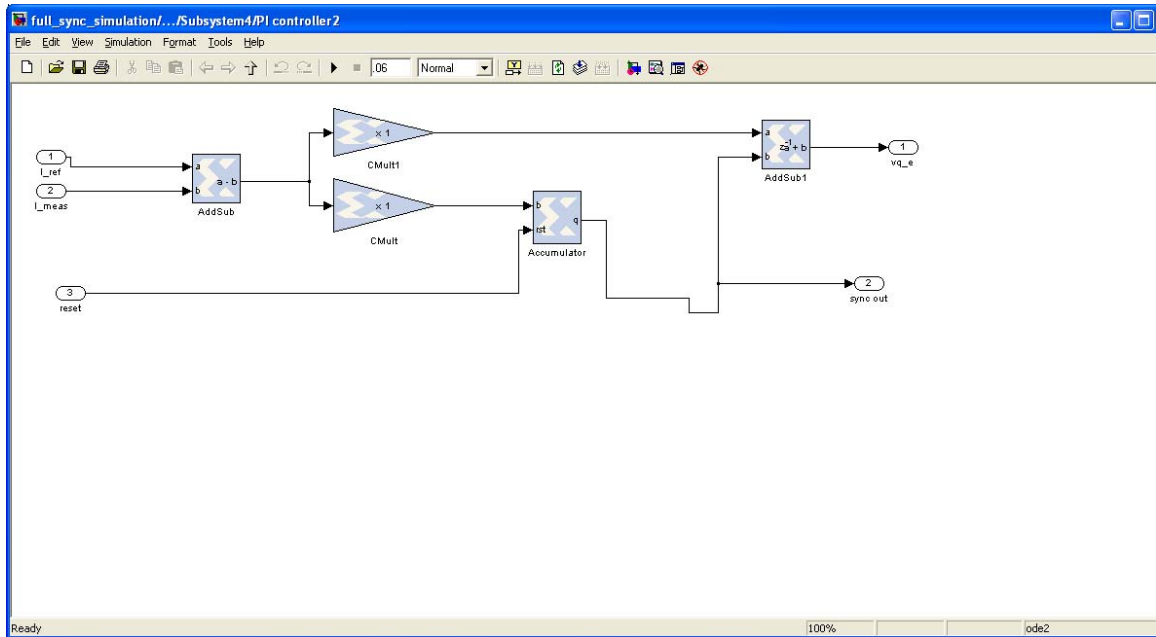 full_sync_simulation/.../Subsystem4/PI controller2
File Edit View Simulation Format Tools Help
.06 Normal
1
I_ref
2
I_meas
a
b
a - b
AddSub
x 1
CMult1
x 1
CMult
b
rst
q
Accumulator
3
reset
a
b
z-1
a + b
AddSub1
1
vq_e
2
sync out
Ready 100% ode2